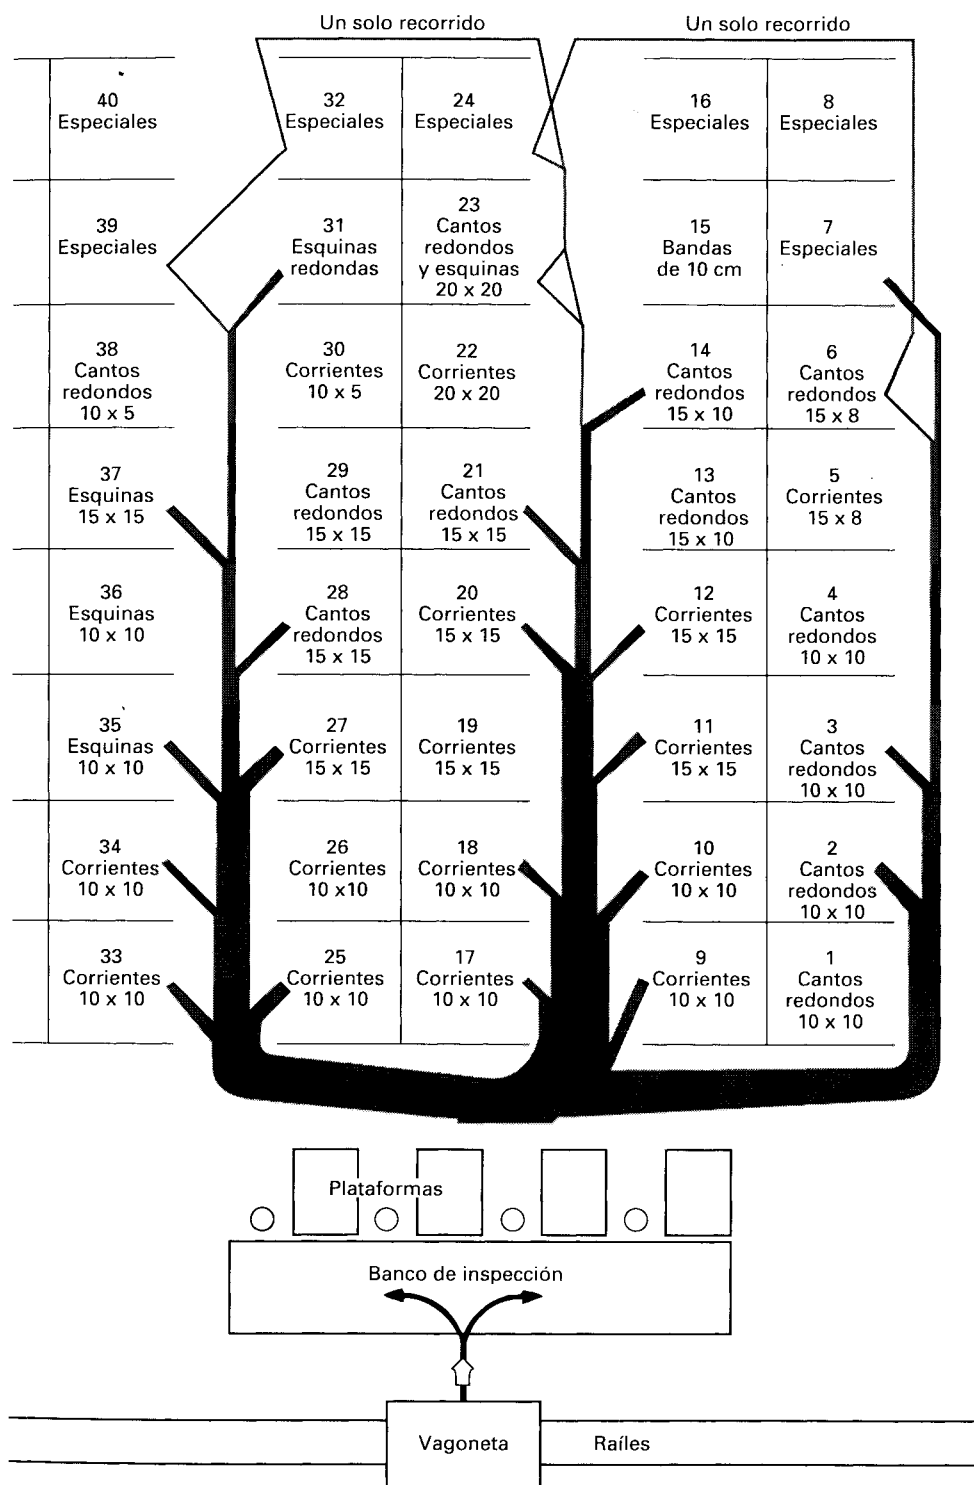 Un solo recorrido
Un solo recorrido
40
Especiales
32
Especiales
24
Especiales
16
Especiales
8
Especiales
39
Especiales
31
Esquinas
redondas
23
Cantos
redondos
y esquinas
20 x 20
15
Bandas
de 10 cm
7
Especiales
38
Cantos
redondos
10 x 5
30
Corrientes
10 x 5
22
Corrientes
20 x 20
14
Cantos
redondos
15 x 10
6
Cantos
redondos
15 x 8
37
Esquinas
15 x 15
29
Cantos
redondos
15 x 15
21
Cantos
redondos
15 x 15
13
Cantos
redondos
15 x 10
5
Corrientes
15 x 8
36
Esquinas
10 x 10
28
Cantos
redondos
15 x 15
20
Corrientes
15 x 15
12
Corrientes
15 x 15
4
Cantos
redondos
10 x 10
35
Esquinas
10 x 10
27
Corrientes
15 x 15
19
Corrientes
15 x 15
11
Corrientes
15 x 15
3
Cantos
redondos
10 x 10
34
Corrientes
10 x 10
26
Corrientes
10 x10
18
Corrientes
10 x 10
10
Corrientes
10 x 10
2
Cantos
redondos
10 x 10
33
Corrientes
10 x 10
25
Corrientes
10 x 10
17
Corrientes
10 x 10
9
Corrientes
10 x 10
1
Cantos
redondos
10 x 10
Plataformas
Banco de inspección
Vagoneta
Raíles